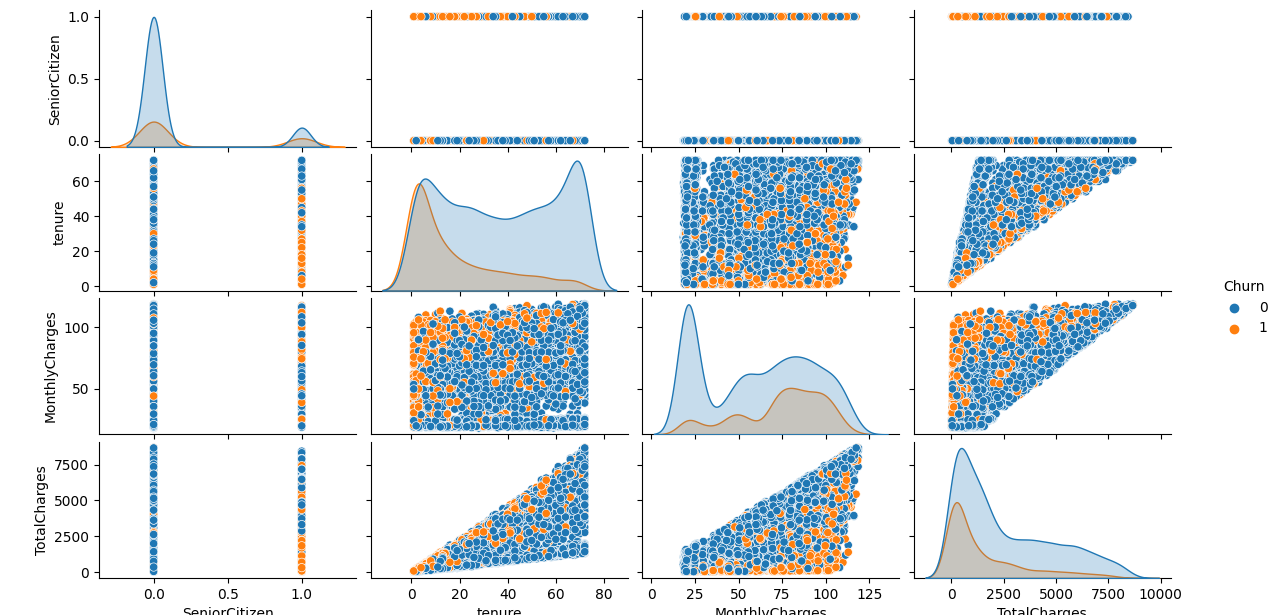 SeniorCitizen
1.0
0.5
0.0
tenure
60
40
20
0
MonthlyCharges
100
50
TotalCharges
7500
5000
2500
0
0.0 0.5 1.0
SeniorCitizen
0 20 40 60 80
tenure
0 25 50 75 100 125
MonthlyCharges
0 2500 5000 7500 10000
TotalCharges
Churn
0
1